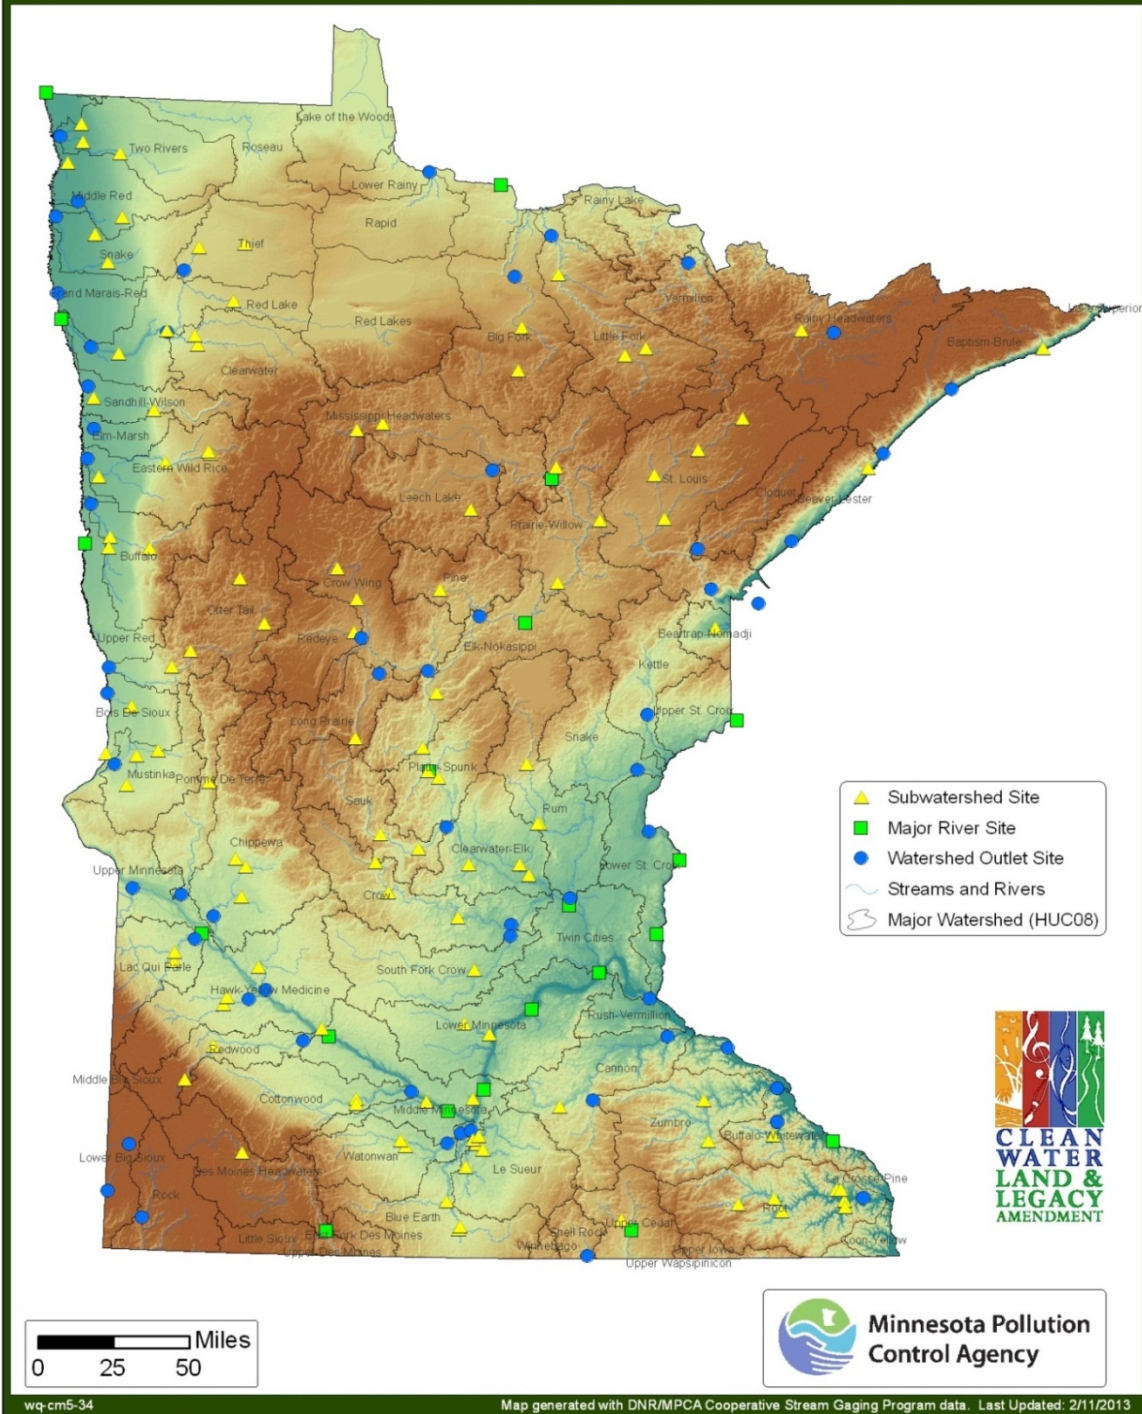 Lake of the Woods
Two Rivers
Roseau
Lower Rainy
Middle Red
Rainy Lake
Rapid
Thief
Snake
Grand Marais-Red
Vermilion
Red Lake
Lake Superior
Rainy Headwaters
Red Lakes
Big Fork
Little Fork
Baptism-Brule
Clearwater
Sandhill-Wilson
Mississippi Headwaters
Elm-Marsh
Eastern Wild Rice
St. Louis
Cloquet
Beaver-Lester
Leech Lake
Prairie-Willow
Buffalo
Crow Wing
Pine
Otter Tail
Upper Red
Redeye
Elk-Nokasippi
Beartrap-Nemadji
Kettle
Bois De Sioux
Long Prairie
Upper St. Croix
Snake
Mustinka
Pomme De Terre
Platte-Spunk
Sauk
Rum
Subwatershed Site
Major River Site
Watershed Outlet Site
Streams and Rivers
Major Watershed (HUC08)
Chippewa
Clearwater-Elk
Upper Minnesota
Lower St. Croix
Crow
Twin Cities
Lac Qui Parle
South Fork Crow
Hawk-Yellow Medicine
Rush-Vermillion
Lower Minnesota
Redwood
Cannon
Middle Big Sioux
Cottonwood
Middle Minnesota
Zumbro
Buffalo-Whitewater
Watonwan
Lower Big Sioux
Des Moines Headwaters
Le Sueur
La Crosse-Pine
Rock
Root
Blue Earth
Upper Cedar
Shell Rock
Little Sioux
East Fork Des Moines
Coon-Yellow
Winnebago
Upper Iowa
Upper Des Moines
Upper Wapsipinicon
CLEAN
WATER
LAND &
LEGACY
AMENDMENT
Minnesota Pollution
Control Agency
Miles
0 25 50
wq-cm5-34
Map generated with DNR/MPCA Cooperative Stream Gaging Program data. Last Updated: 2/11/2013